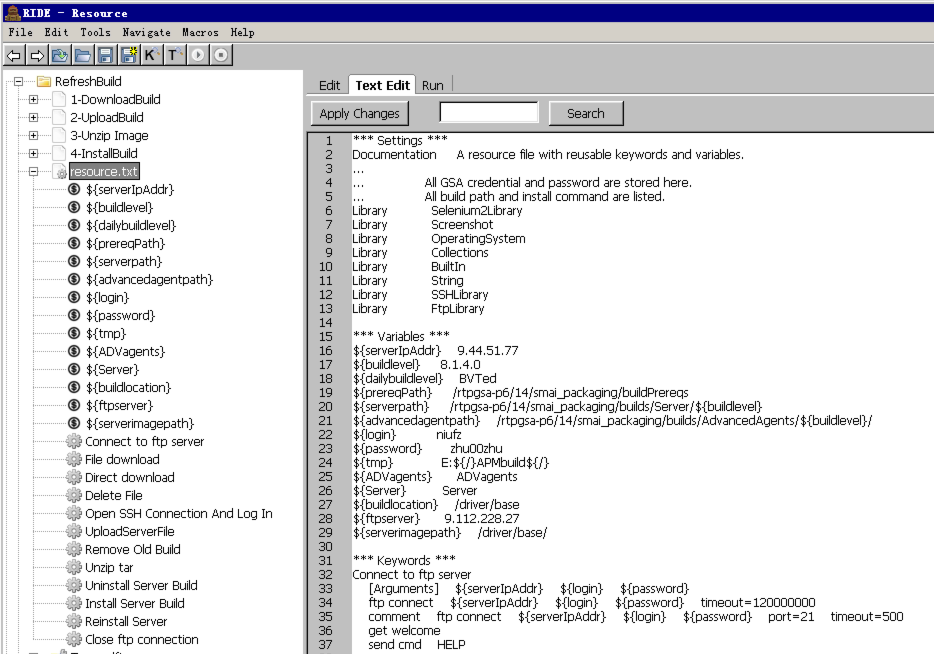 RIDE - Resource
File Edit Tools Navigate Macros Help
K T
RefreshBuild
1-DownloadBuild
2-UploadBuild
3-Unzip Image
4-InstallBuild
resource.txt
${serverIpAddr}
${buildlevel}
${dailybuildlevel}
${prereqPath}
${serverpath}
${advancedagentpath}
${login}
${password}
${tmp}
${ADVagents}
${Server}
${buildlocation}
${ftpserver}
${serverimagepath}
Connect to ftp server
File download
Direct download
Delete File
Open SSH Connection And Log In
UploadServerFile
Remove Old Build
Unzip tar
Uninstall Server Build
Install Server Build
Reinstall Server
Close ftp connection
Edit Text Edit Run
Apply Changes Search
1 *** Settings ***
2 Documentation A resource file with reusable keywords and variables.
3 ...
4 ... All GSA credential and password are stored here.
5 ... All build path and install command are listed.
6 Library Selenium2Library
7 Library Screenshot
8 Library OperatingSystem
9 Library Collections
10 Library BuiltIn
11 Library String
12 Library SSHLibrary
13 Library FtpLibrary
14
15 *** Variables ***
16 ${serverIpAddr} 9.44.51.77
17 ${buildlevel} 8.1.4.0
18 ${dailybuildlevel} BVTed
19 ${prereqPath} /rtpgsa-p6/14/smai_packaging/buildPrereqs
20 ${serverpath} /rtpgsa-p6/14/smai_packaging/builds/Server/${buildlevel}
21 ${advancedagentpath} /rtpgsa-p6/14/smai_packaging/builds/AdvancedAgents/${buildlevel}/
22 ${login} niufz
23 ${password} zhu00zhu
24 ${tmp} E:${/}APMbuild${/}
25 ${ADVagents} ADVagents
26 ${Server} Server
27 ${buildlocation} /driver/base
28 ${ftpserver} 9.112.228.27
29 ${serverimagepath} /driver/base/
30
31 *** Keywords ***
32 Connect to ftp server
33 [Arguments] ${serverIpAddr} ${login} ${password}
34 ftp connect ${serverIpAddr} ${login} ${password} timeout=120000000
35 comment ftp connect ${serverIpAddr} ${login} ${password} port=21 timeout=500
36 get welcome
37 send cmd HELP